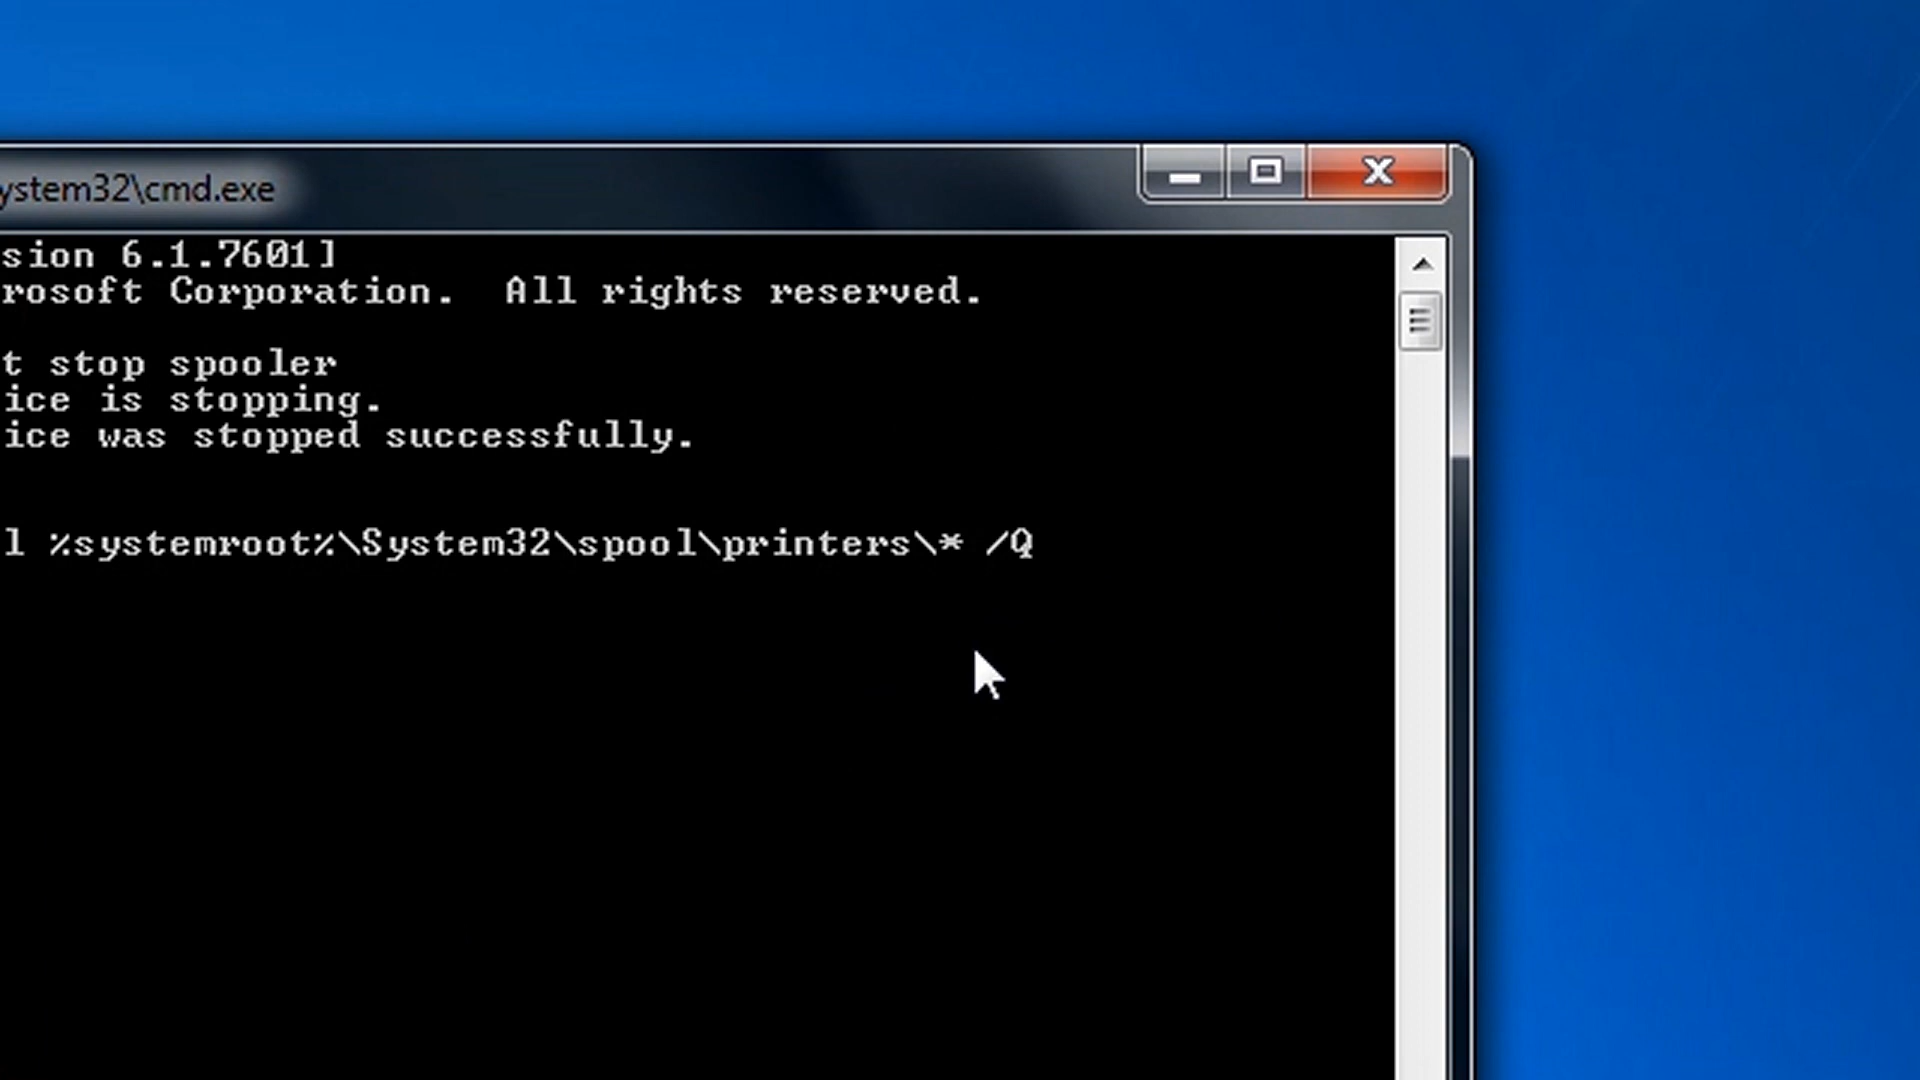 ystem32\cmd.exe
sion 6.1.7601]
rosoft Corporation.  All rights reserved.
t stop spooler
ice is stopping.
ice was stopped successfully.
l %systemroot%\System32\spool\printers\* /Q